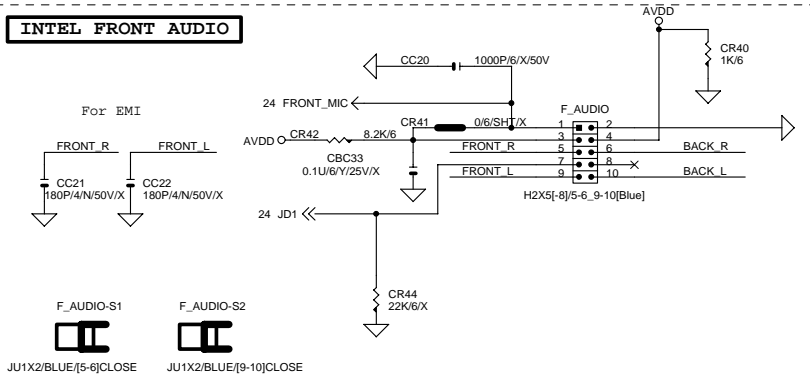 INTEL FRONT AUDIO
AVDD
CC20 1000P/6/X/50V
CR40
1K/6
For EMI
24 FRONT_MIC
F_AUDIO
CR41 0/6/SHT/X
1 2
AVDD CR42 8.2K/6
3 4
FRONT_R FRONT_L
CBC33
0.1U/6/Y/25V/X
FRONT_R 5 6 BACK_R
7 8
FRONT_L 9 10 BACK_L
CC21
180P/4/N/50V/X
CC22
180P/4/N/50V/X
H2X5[-8]/5-6_9-10[Blue]
24 JD1
CR44
22K/6/X
F_AUDIO-S1 F_AUDIO-S2
JU1X2/BLUE/[5-6]CLOSE JU1X2/BLUE/[9-10]CLOSE